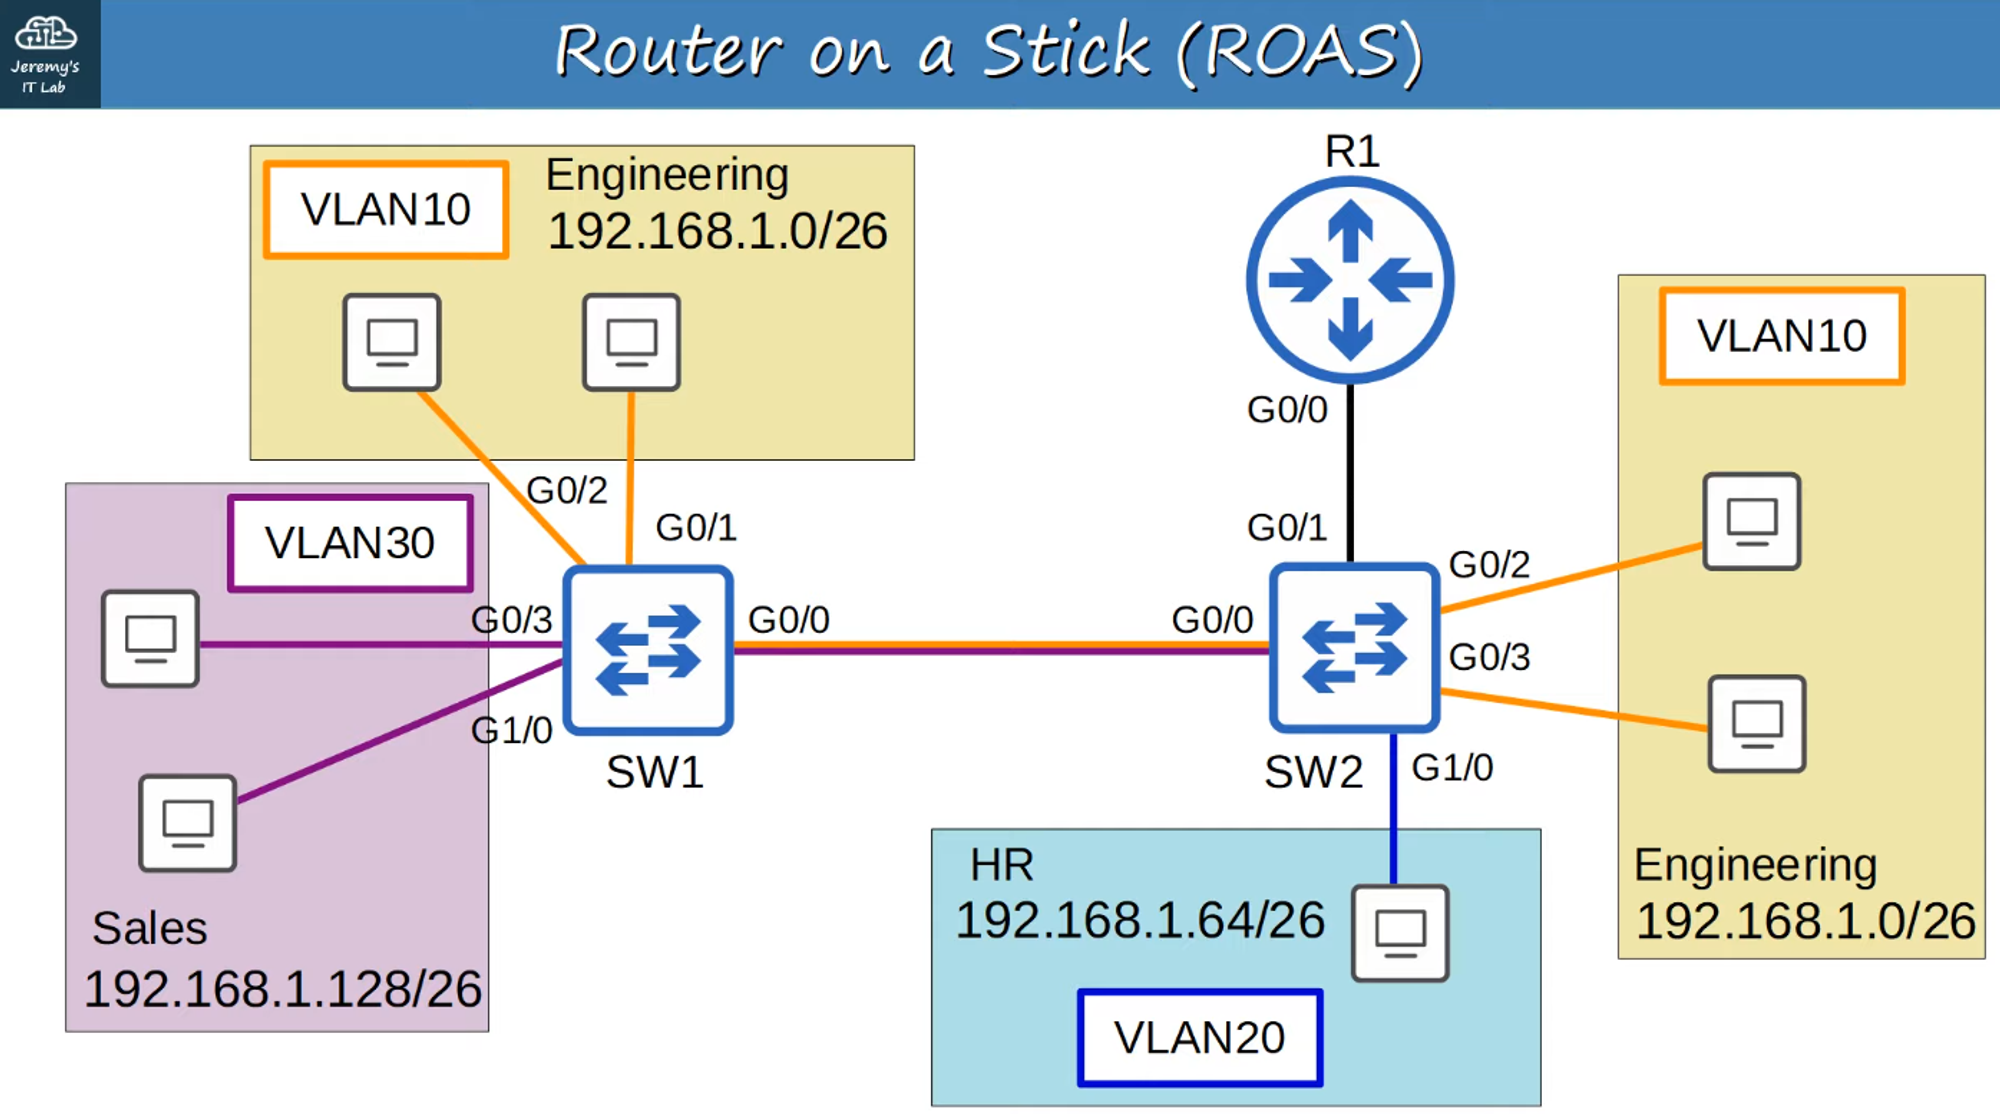 Jeremy's
IT Lab
Router on a Stick (ROAS)
VLAN10
Engineering
192.168.1.0/26
R1
G0/0
VLAN10
G0/2
G0/1
G0/1
VLAN30
G0/3
G0/0
G0/0
G0/2
G0/3
G1/0
SW1
SW2
G1/0
Sales
192.168.1.128/26
HR
192.168.1.64/26
VLAN20
Engineering
192.168.1.0/26